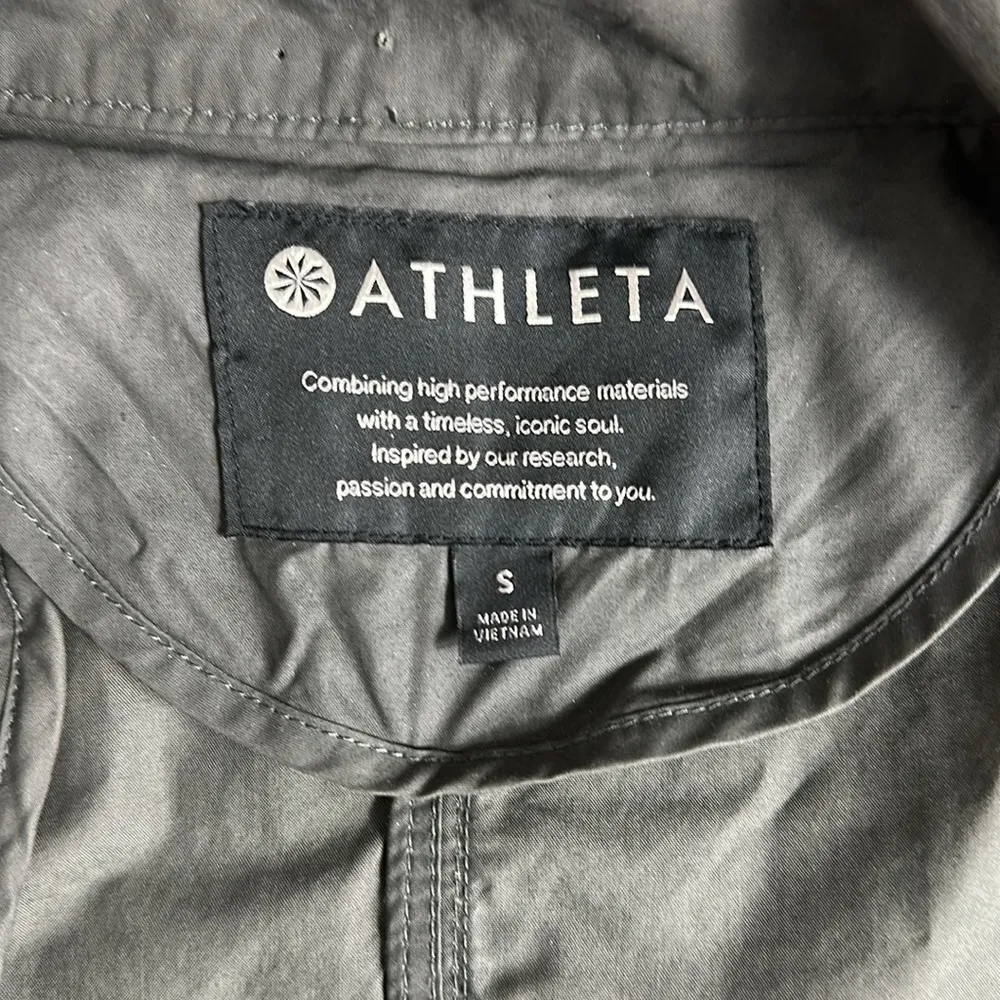 ATHLETA
Combining high performance materials
with a timeless, iconic soul.
Inspired by our research,
passion and commitment to you.
S
MADE IN
VIETNAM